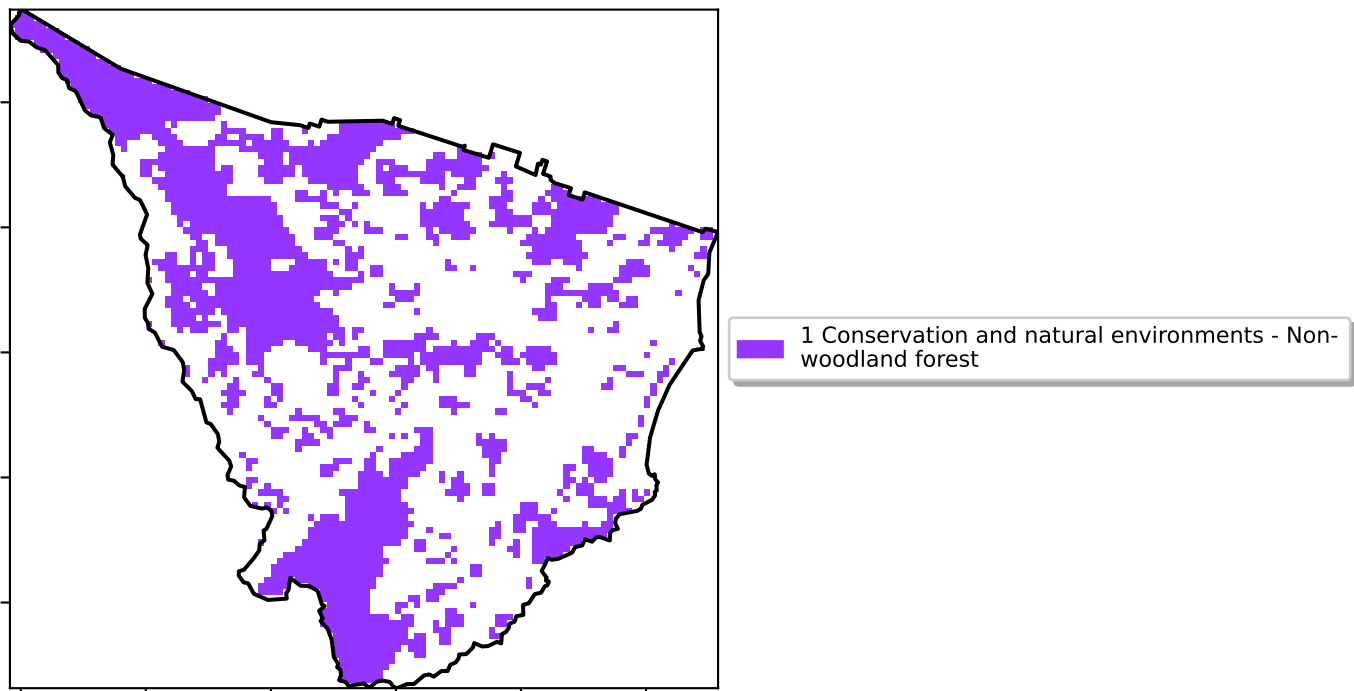 1 Conservation and natural environments - Non-
woodland forest